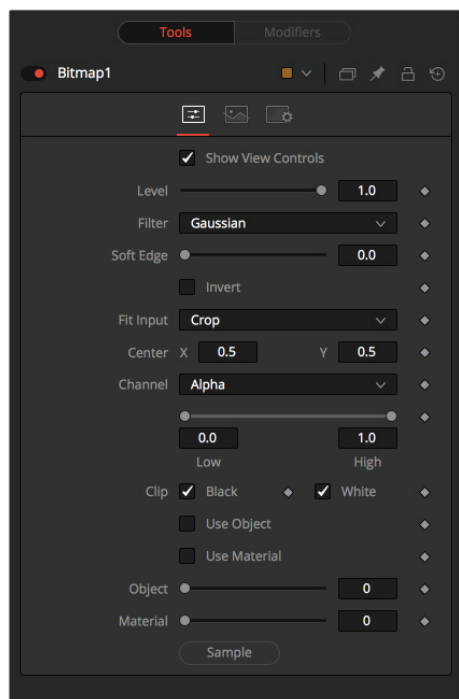 Tools Modifiers
Bitmap1
Show View Controls
Level 1.0
Filter Gaussian
Soft Edge 0.0
Invert
Fit Input Crop
Center X 0.5 Y 0.5
Channel Alpha
0.0 1.0
Low High
Clip Black White
Use Object
Use Material
Object 0
Material 0
Sample